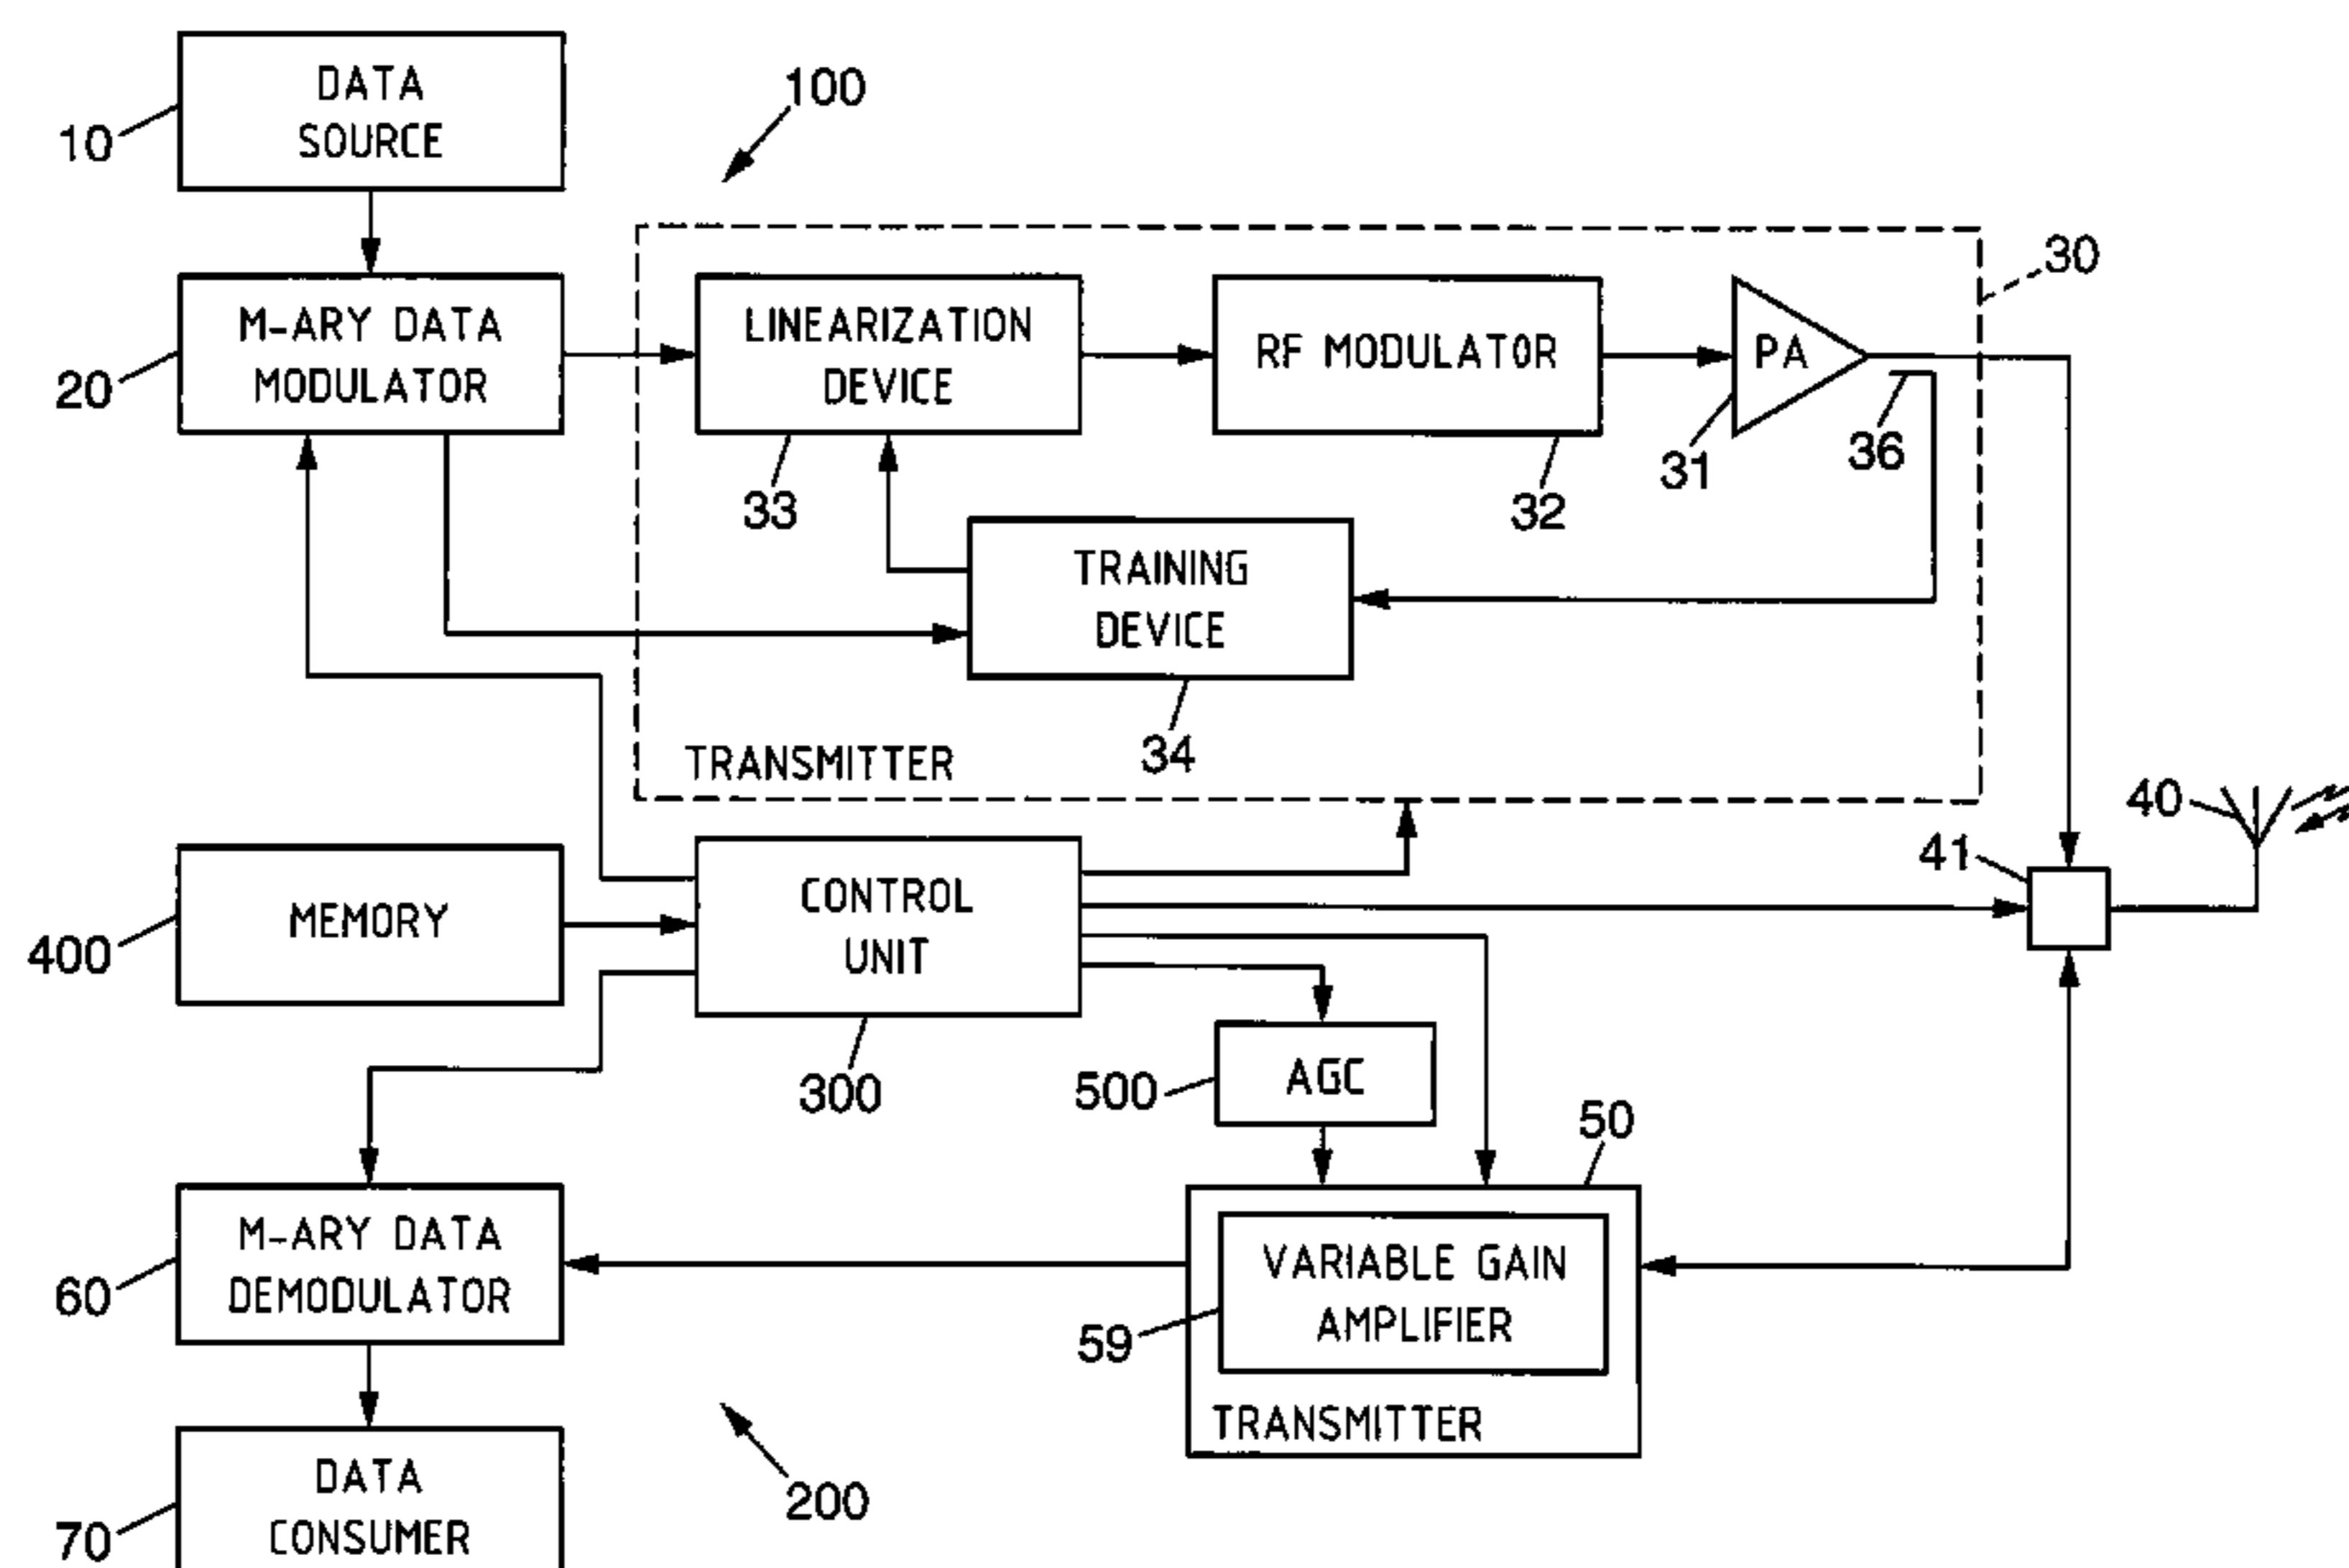 DATA
SOURCE
10
100
30
M-ARY DATA
MODULATOR
20
LINEARIZATION
DEVICE
33
RF MODULATOR
32
PA
31
36
TRAINING
DEVICE
34
TRANSMITTER
40
41
MEMORY
400
CONTROL
UNIT
300
AGC
500
50
M-ARY DATA
DEMODULATOR
60
VARIABLE GAIN
AMPLIFIER
59
TRANSMITTER
DATA
CONSUMER
70
200